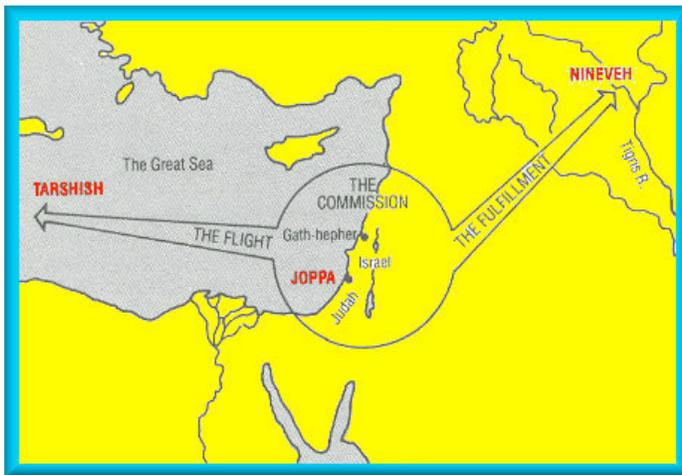 NINEVEH
Tigris R.
The Great Sea
TARSHISH
THE
COMMISSION
THE FLIGHT
Gath-hepher
THE FULFILLMENT
Israel
JOPPA
Judah